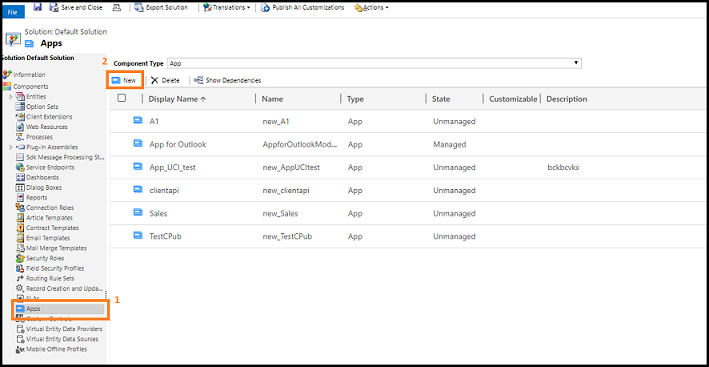 File
Save and Close
Export Solution
Translations
Publish All Customizations
Actions
Solution: Default Solution
Apps
Solution Default Solution
Information
Components
Entities
Option Sets
Client Extensions
Web Resources
Processes
Plug-in Assemblies
Sdk Message Processing St...
Service Endpoints
Dashboards
Dialog Boxes
Reports
Connection Roles
Article Templates
Contract Templates
Email Templates
Mail Merge Templates
Security Roles
Field Security Profiles
Routing Rule Sets
Record Creation and Upda...
SLAs
Apps
1
Virtual Entity Data Providers
Virtual Entity Data Sources
Mobile Offline Profiles
2
Component Type App
New Delete Show Dependencies
Display Name Name Type State Customizable Description
A1 new_A1 App Unmanaged
App for Outlook AppforOutlookMod... App Managed
App_UCI_test new_AppUCItest App Unmanaged bckbcvkx
clientapi new_clientapi App Unmanaged
Sales new_Sales App Unmanaged
TestCPub new_TestCPub App Unmanaged